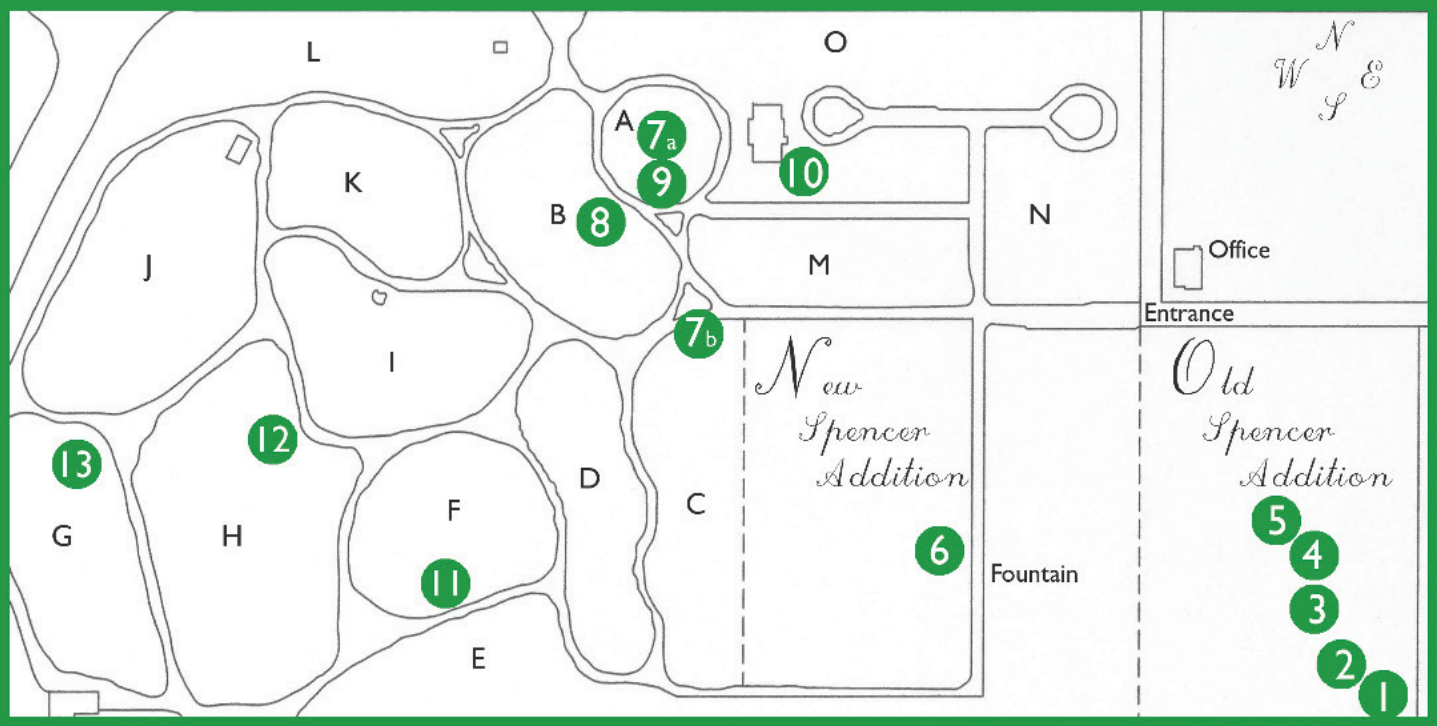 L
O
N
W E
S
A
7a
9
10
K
B
8
N
J
M
Office
Entrance
7b
I
New
Spencer
Addition
Old
Spencer
Addition
12
13
D
C
F
G
H
5
4
6
Fountain
11
3
E
2
1